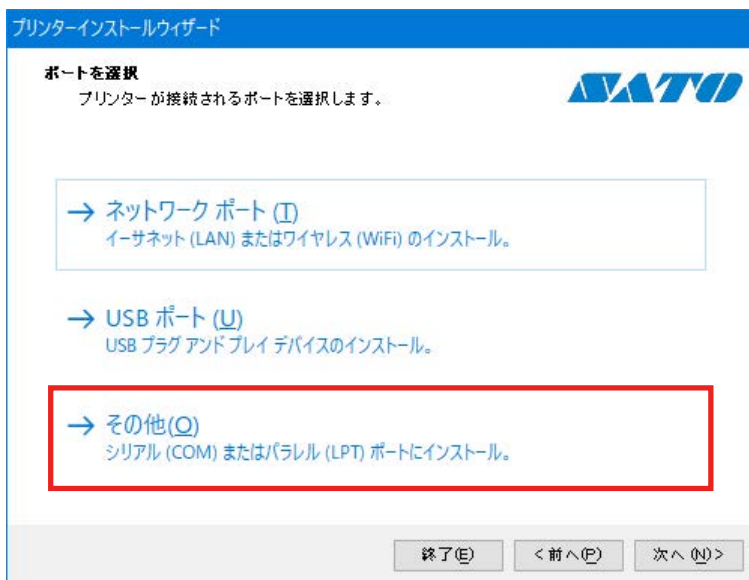 プリンターインストールウィザード
ポートを選択
プリンターが接続されるポートを選択します。
SATO
→ ネットワーク ポート (T)
イーサネット (LAN) またはワイヤレス (WiFi) のインストール。
→ USB ポート (U)
USB プラグ アンド プレイ デバイスのインストール。
→ その他(O)
シリアル (COM) またはパラレル (LPT) ポートにインストール。
終了(E) <前へ(P) 次へ (N)>